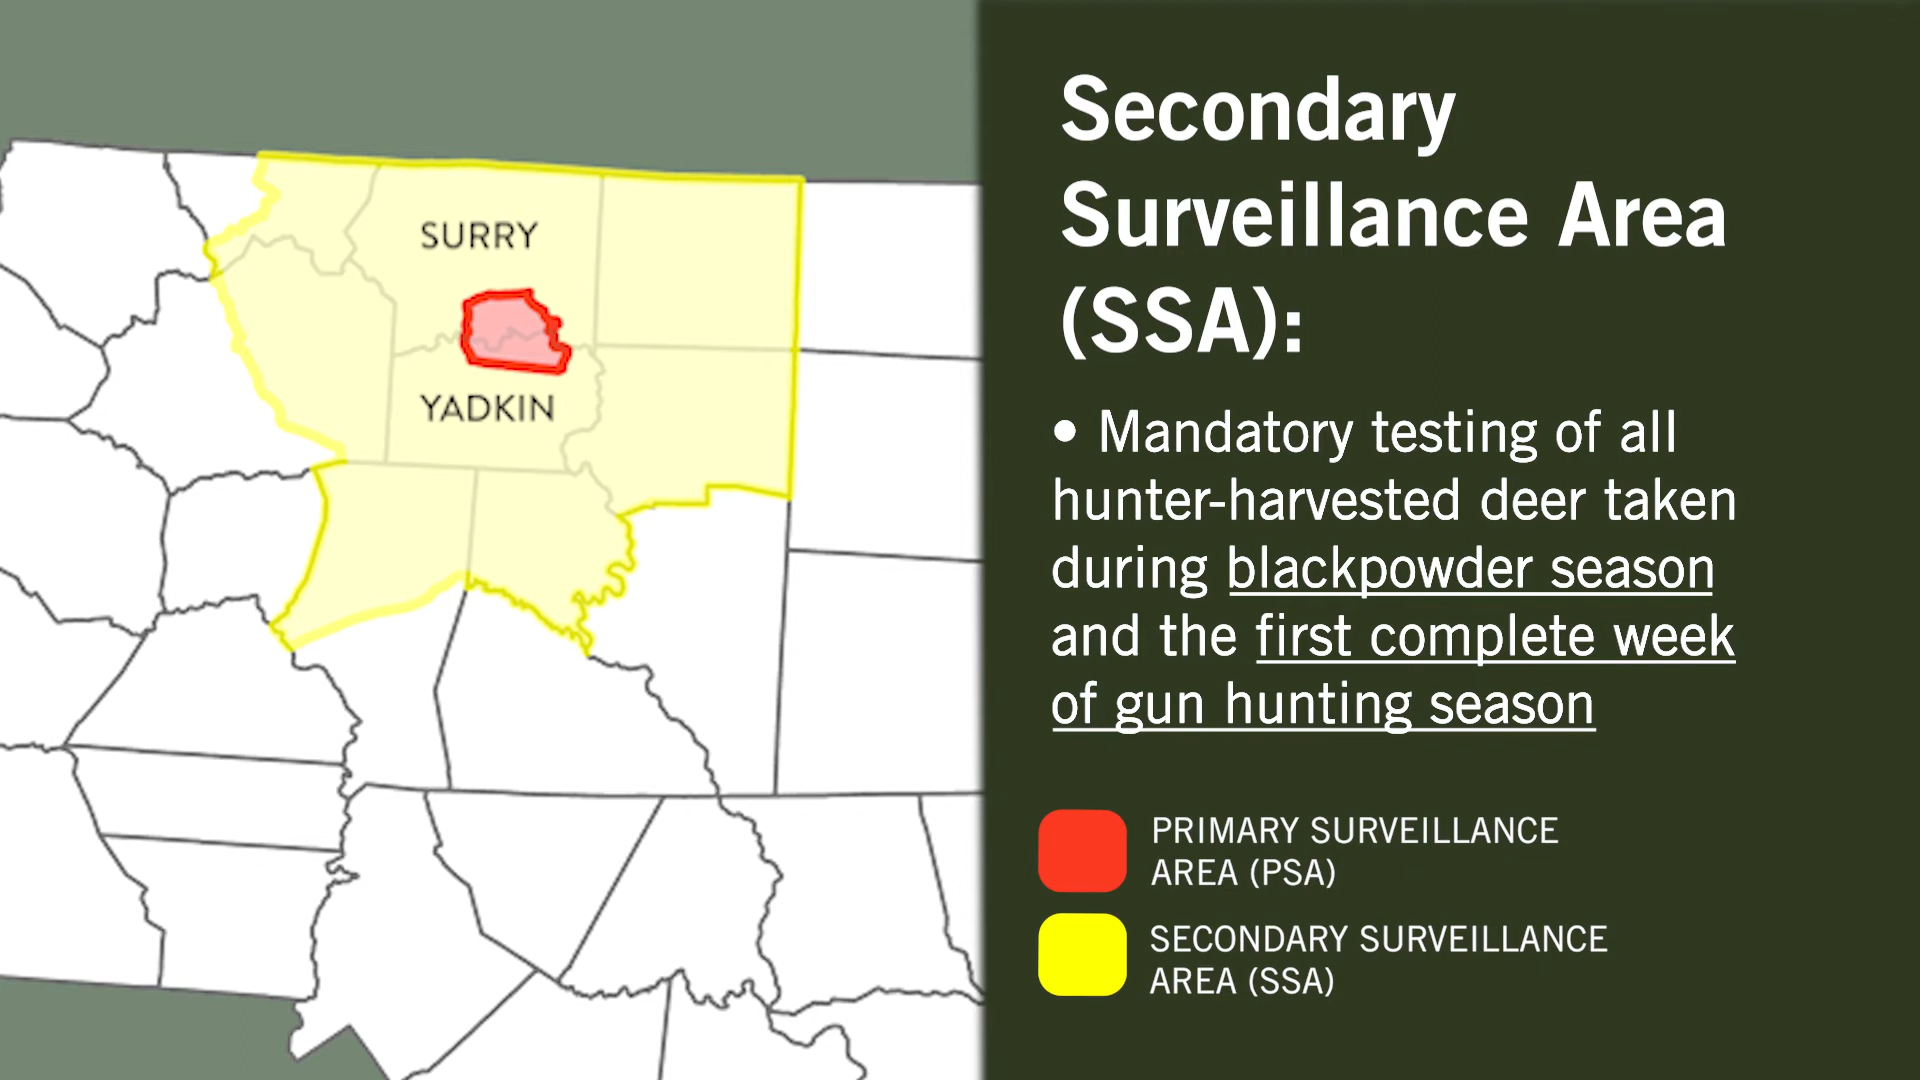 SURRY
YADKIN
Secondary
Surveillance Area
(SSA):
• Mandatory testing of all
hunter-harvested deer taken
during blackpowder season
and the first complete week
of gun hunting season
PRIMARY SURVEILLANCE
AREA (PSA)
SECONDARY SURVEILLANCE
AREA (SSA)